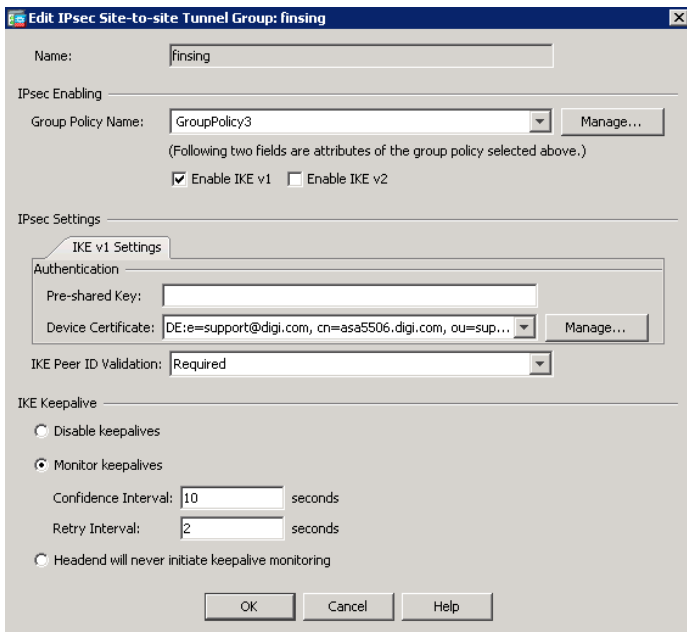 Edit IPsec Site-to-site Tunnel Group: finsing
Name: finsing
IPsec Enabling
Group Policy Name: GroupPolicy3 Manage...
(Following two fields are attributes of the group policy selected above.)
Enable IKE v1 Enable IKE v2
IPsec Settings
IKE v1 Settings
Authentication
Pre-shared Key:
Device Certificate: DE:e=support@digi.com, cn=asa5506.digi.com, ou=sup... Manage...
IKE Peer ID Validation: Required
IKE Keepalive
Disable keepalives
Monitor keepalives
Confidence Interval: 10 seconds
Retry Interval: 2 seconds
Headend will never initiate keepalive monitoring
OK Cancel Help